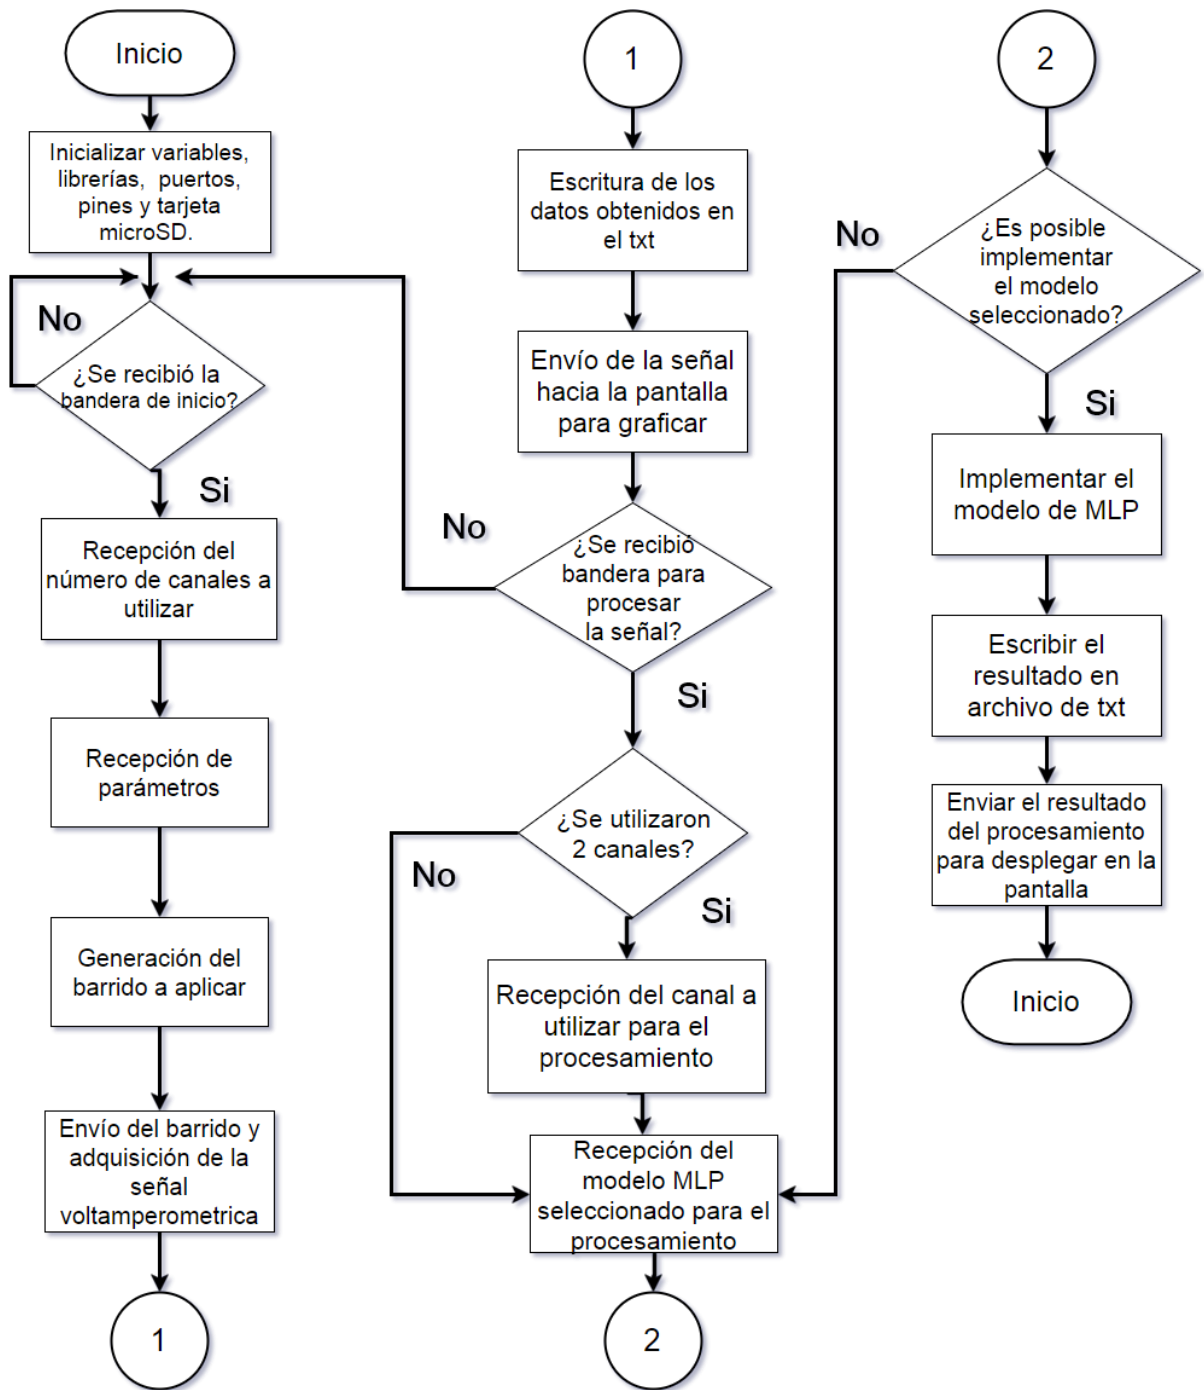 Inicio
Inicializar variables,
librerías, puertos,
pines y tarjeta
microSD.
No
¿Se recibió la
bandera de inicio?
Si
Recepción del
número de canales a
utilizar
Recepción de
parámetros
Generación del
barrido a aplicar
Envío del barrido y
adquisición de la
señal
voltamperometrica
1
1
Escritura de los
datos obtenidos en
el txt
Envío de la señal
hacia la pantalla
para graficar
No
¿Se recibió
bandera para
procesar
la señal?
Si
¿Se utilizaron
2 canales?
No
Si
Recepción del canal a
utilizar para el
procesamiento
Recepción del
modelo MLP
seleccionado para el
procesamiento
2
2
No
¿Es posible
implementar
el modelo
seleccionado?
Si
Implementar el
modelo de MLP
Escribir el
resultado en
archivo de txt
Enviar el resultado
del procesamiento
para desplegar en la
pantalla
Inicio